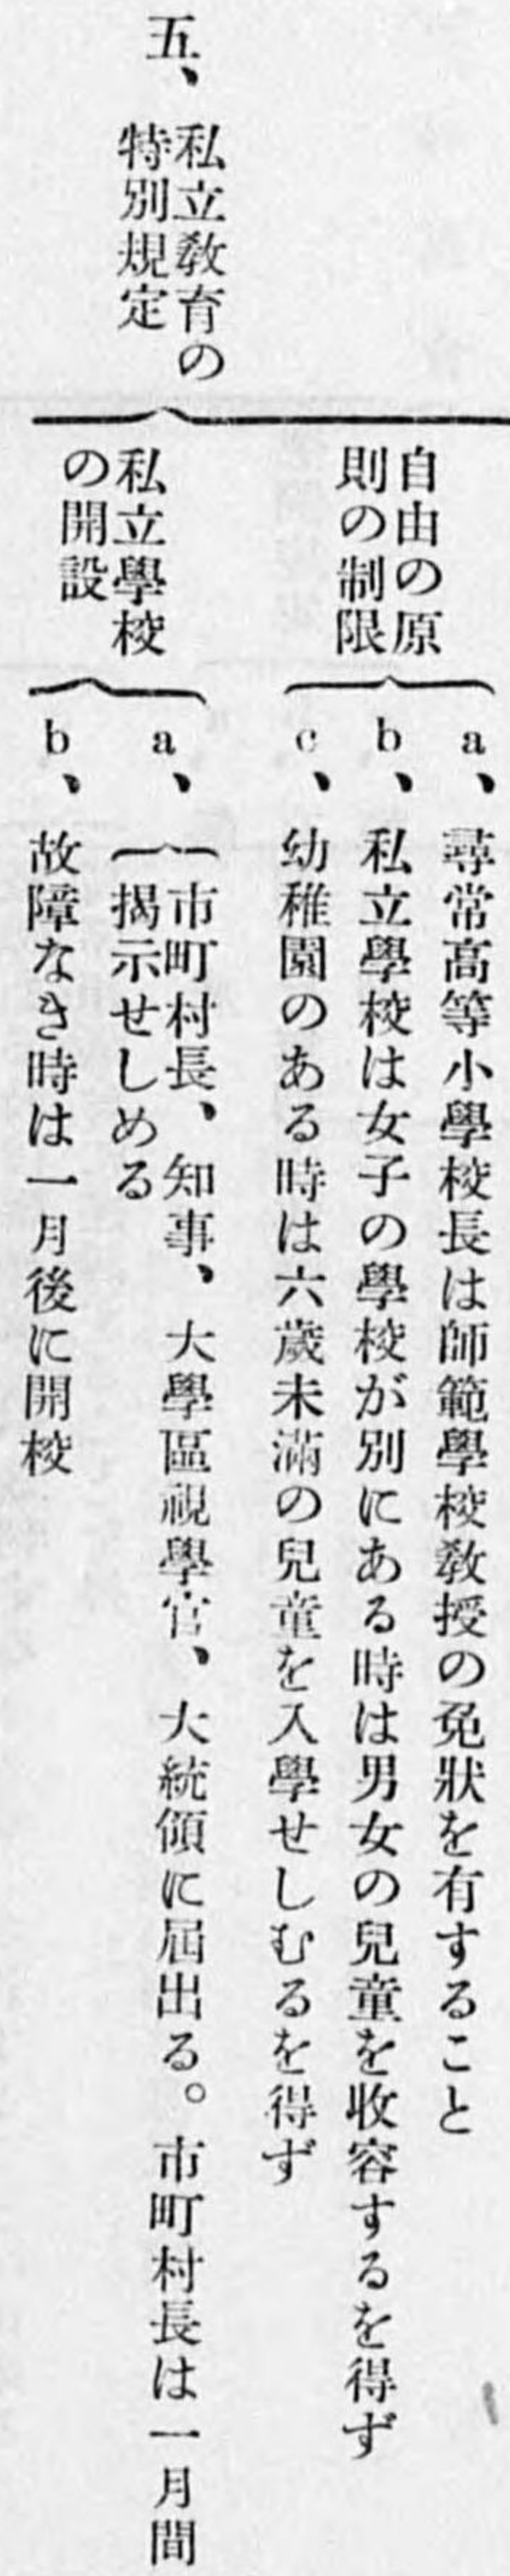 五、
私立教育の
特別規定
自由の原
則の制限
a、尋常高等小學校長は師範學校教授の免狀を有すること
b、私立學校は女子の學校が別にある時は男女の兒童を收容するを得ず
c、幼稚園のある時は六歲未滿の兒童を入學せしむるを得ず
私立學校
の開設
a、市町村長、知事、大學區視學官、大統領に屆出る。市町村長は一月間
揭示せしめる
b、故障なき時は一月後に開校